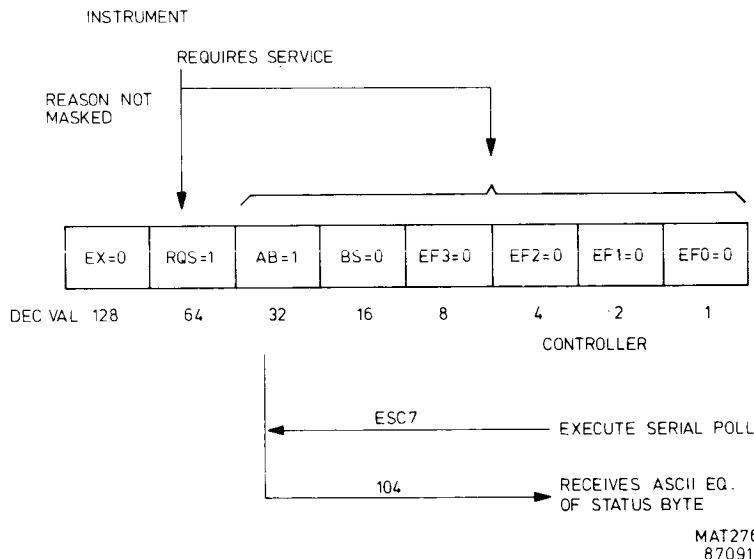 INSTRUMENT
REQUIRES SERVICE
REASON NOT
MASKED
EX=0 RQS=1 AB=1 BS=0 EF3=0 EF2=0 EF1=0 EF0=0
DEC VAL 128 64 32 16 8 4 2 1
CONTROLLER
ESC7
EXECUTE SERIAL POLL
104
RECEIVES ASCII EQ.
OF STATUS BYTE
MAT276
87091